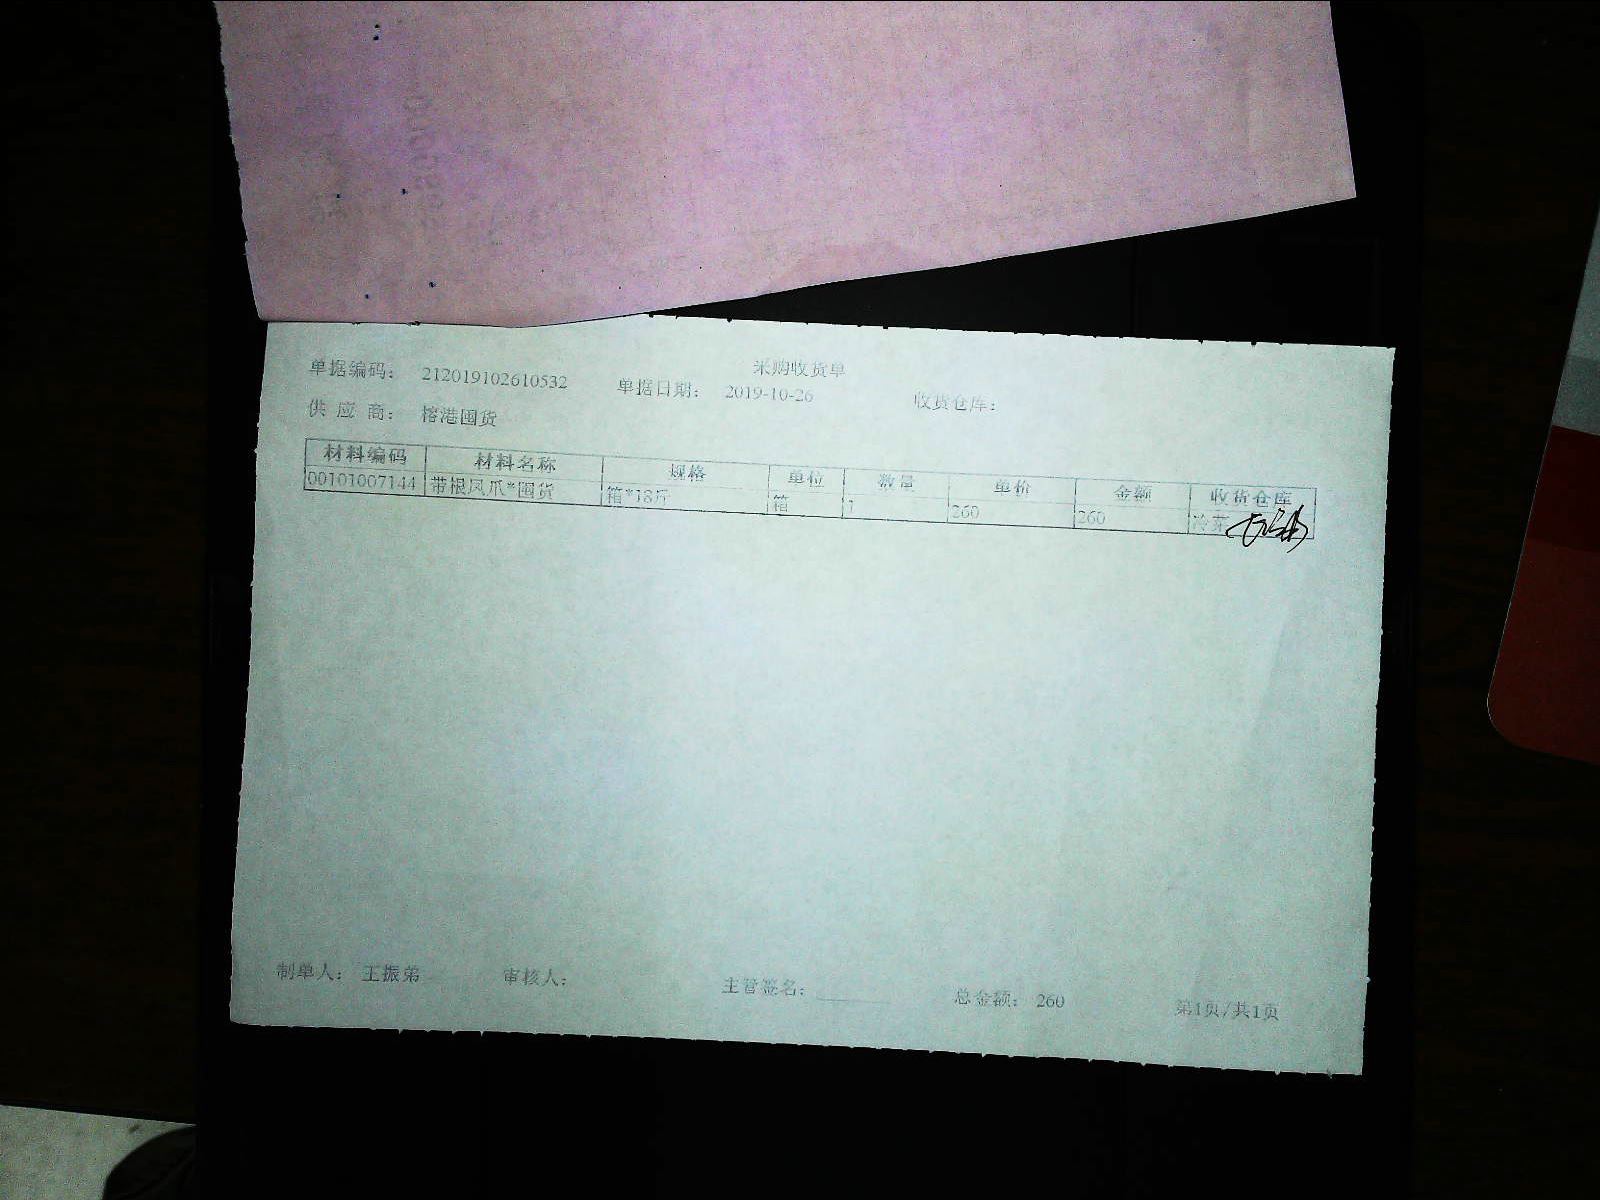 采购收货单
单据编码： 212019102610532 单据日期： 2019-10-26 收货仓库：
供 应 商： 榕港囤货
材料编码 材料名称 规格 单位 数量 单价 金额 收货仓库
00101007144 带根凤爪*囤货 箱*18斤 箱 1 260 260 冷菜
制单人： 王振弟 审核人： 主管签名： 总金额： 260 第1页/共1页